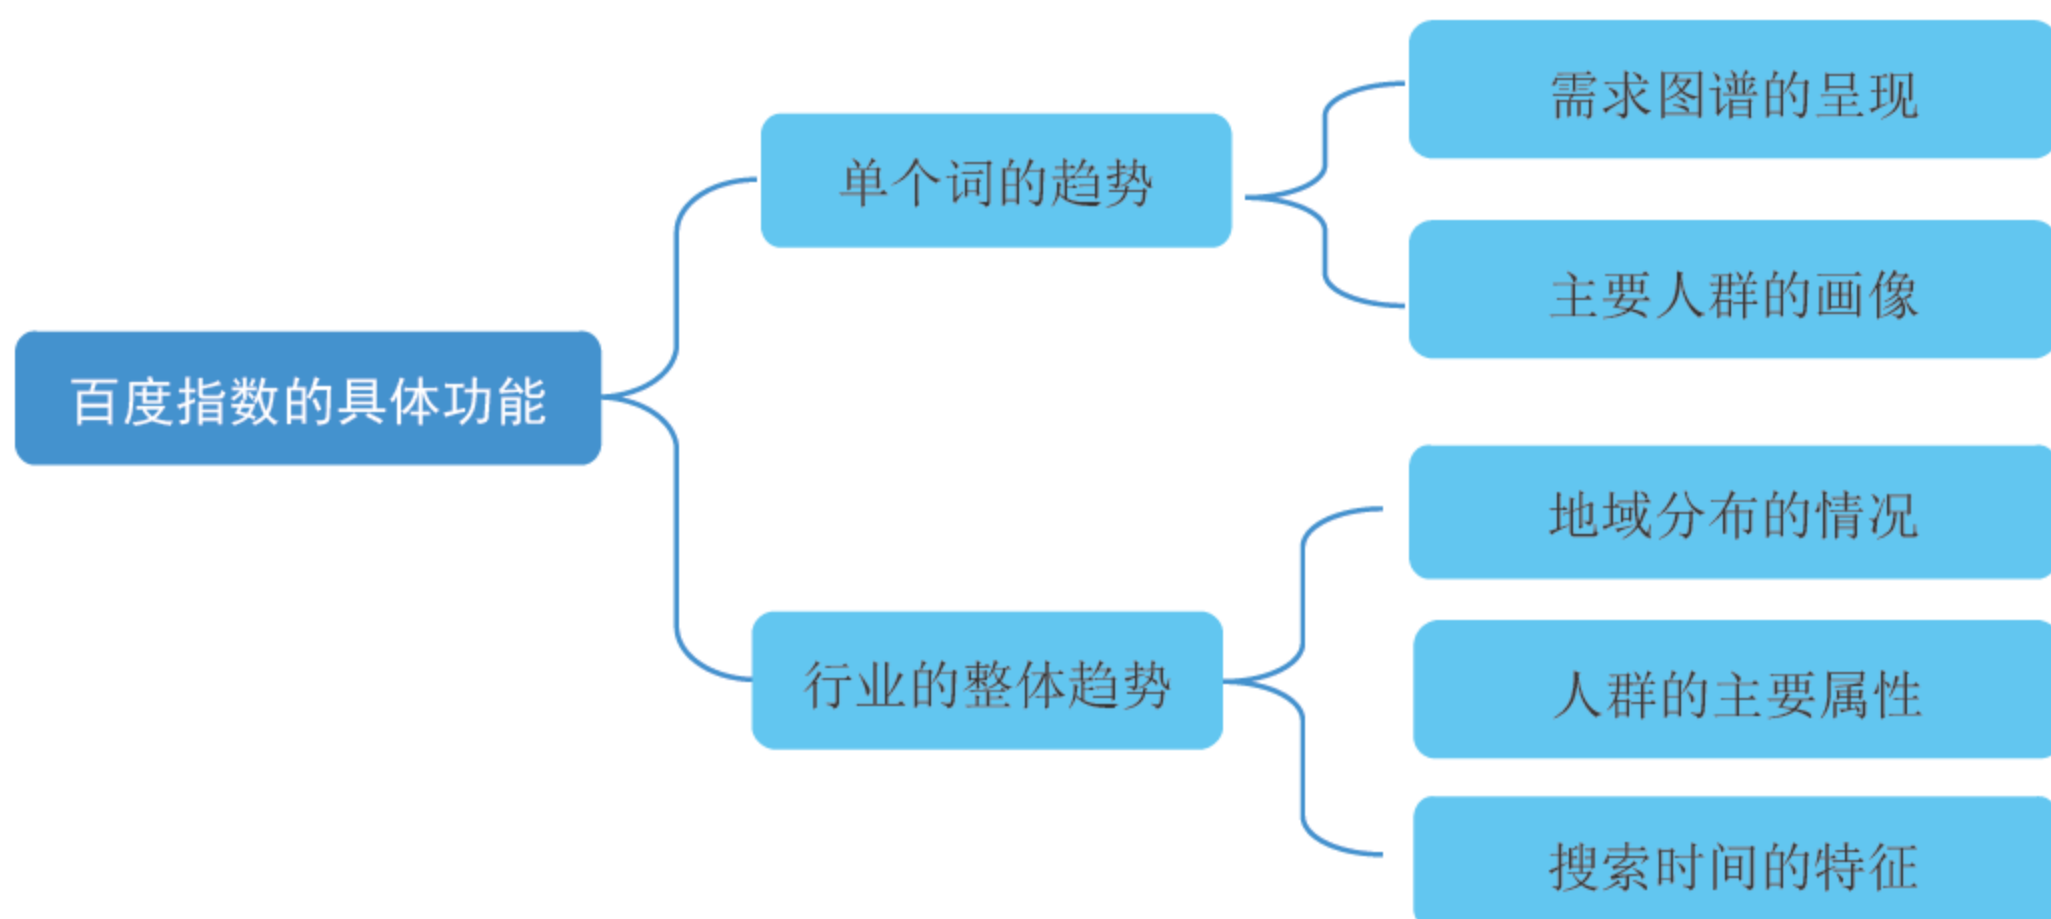 百度指数的具体功能
单个词的趋势
需求图谱的呈现
主要人群的画像
行业的整体趋势
地域分布的情况
人群的主要属性
搜索时间的特征